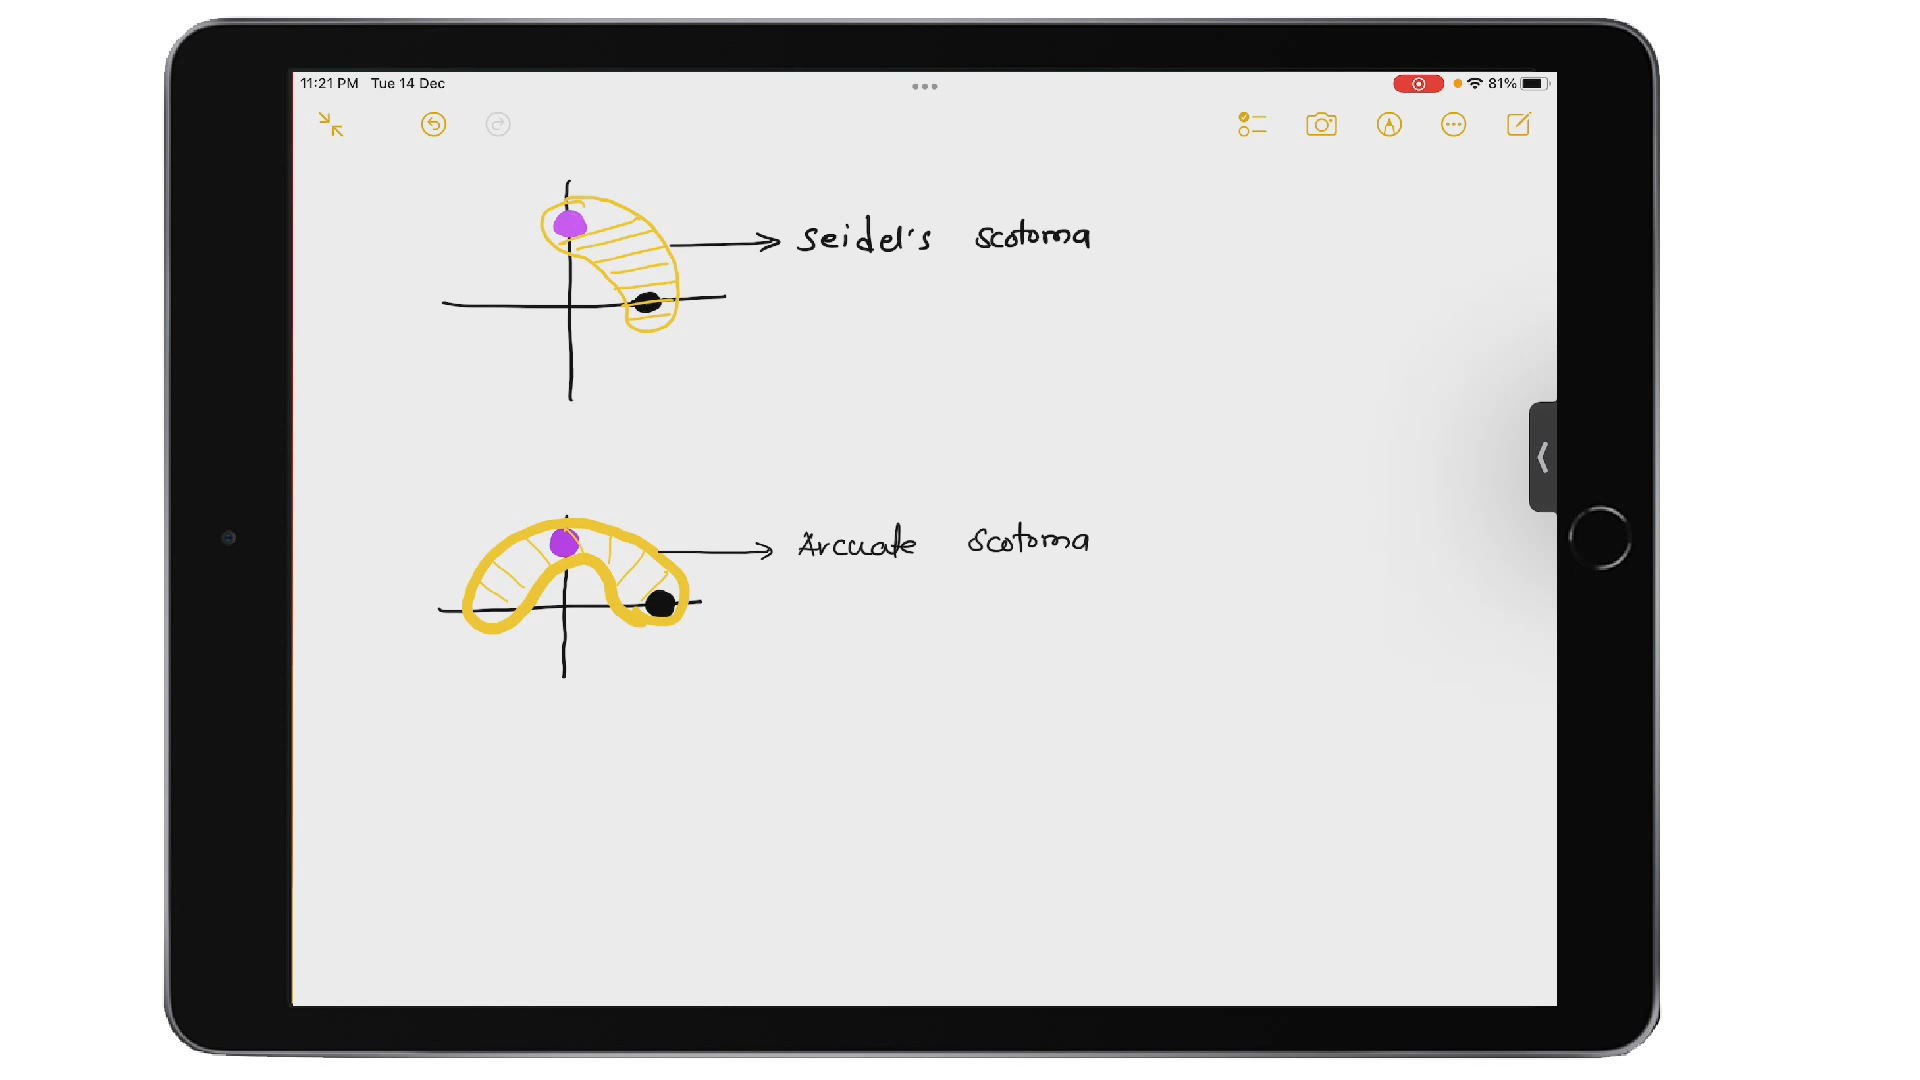 11:21 PM Tue 14 Dec
81%
Seidel's scotoma
Arcuate scotoma